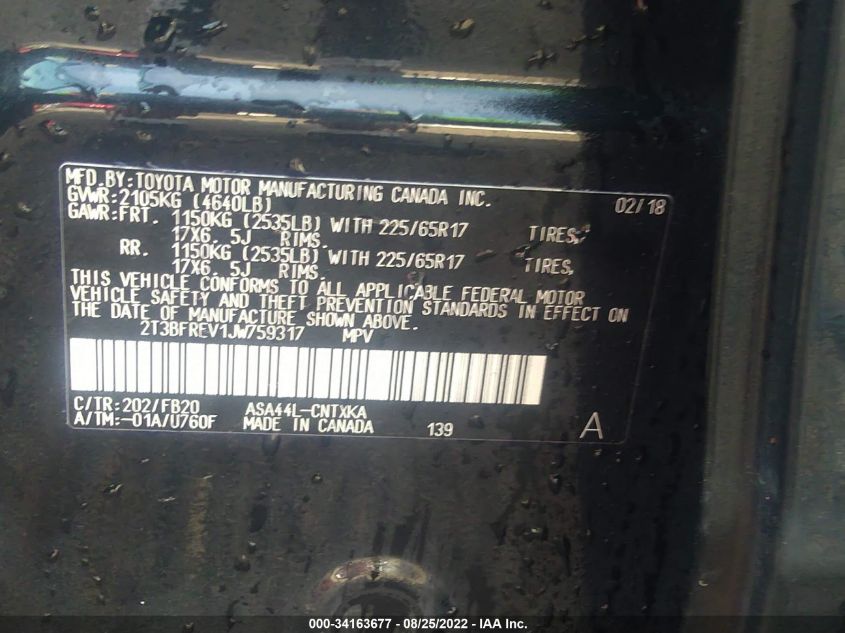 MFD. BY: TOYOTA MOTOR MANUFACTURING CANADA INC.
GVWR: 2105KG (4640LB) 02/18
GAWR: FRT. 1150KG (2535LB) WITH 225/65R17 TIRES,
17X6. 5J RIMS.
RR. 1150KG (2535LB) WITH 225/65R17 TIRES,
17X6. 5J RIMS.
THIS VEHICLE CONFORMS TO ALL APPLICABLE FEDERAL MOTOR
VEHICLE SAFETY AND THEFT PREVENTION STANDARDS IN EFFECT ON
THE DATE OF MANUFACTURE SHOWN ABOVE.
2T3BFREV1JW759317 MPV
C/TR: 202/FB20 ASA44L-CNTXKA
A/TM: -01A/U760F MADE IN CANADA 139 A
000-34163677 - 08/25/2022 - IAA Inc.